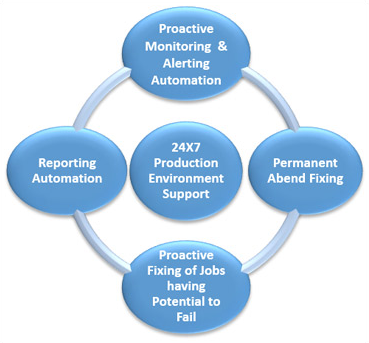 Proactive
Monitoring &
Alerting
Automation
Reporting
Automation
24X7
Production
Environment
Support
Permanent
Abend Fixing
Proactive
Fixing of Jobs
having
Potential to
Fail